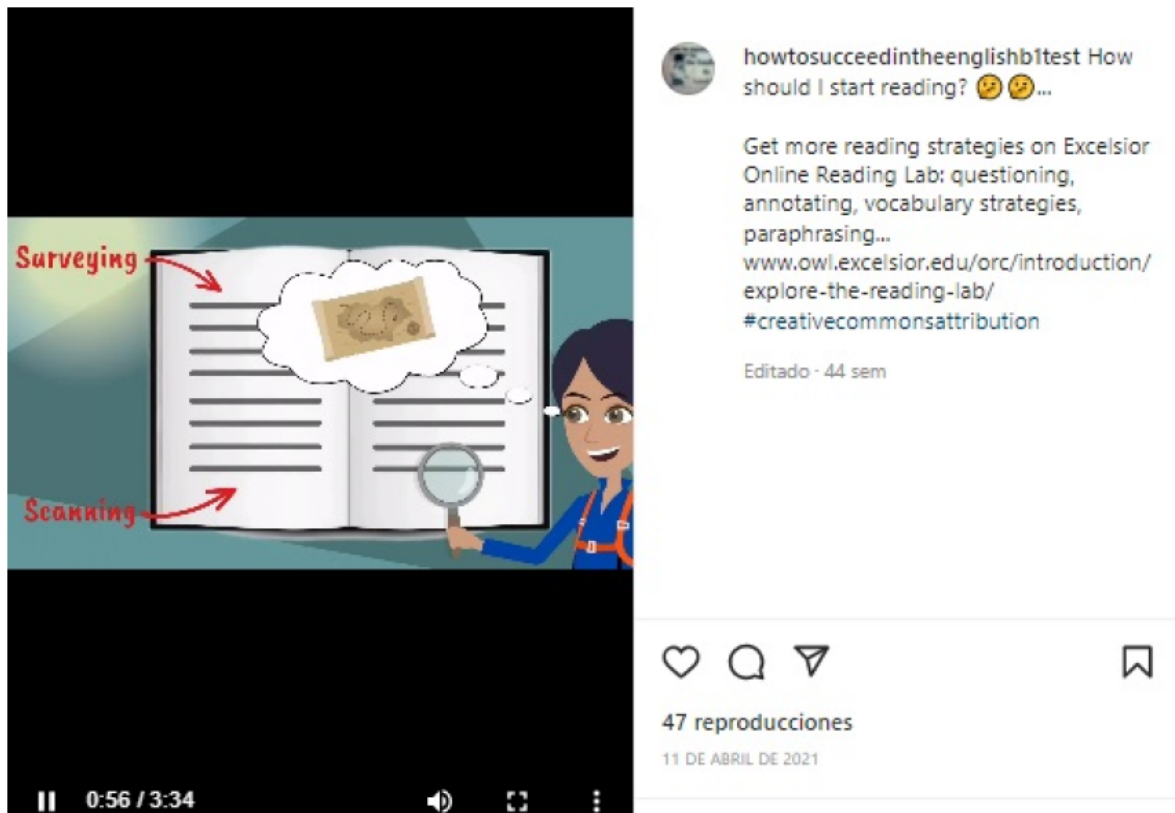 Surveying
Scanning
0:56 / 3:34
howtosucceedintheenglishb1test How
should I start reading? 🫤🫤...
Get more reading strategies on Excelsior
Online Reading Lab: questioning,
annotating, vocabulary strategies,
paraphrasing...
www.owl.excelsior.edu/orc/introduction/
explore-the-reading-lab/
#creativecommonsattribution
Editado · 44 sem
47 reproducciones
11 DE ABRIL DE 2021